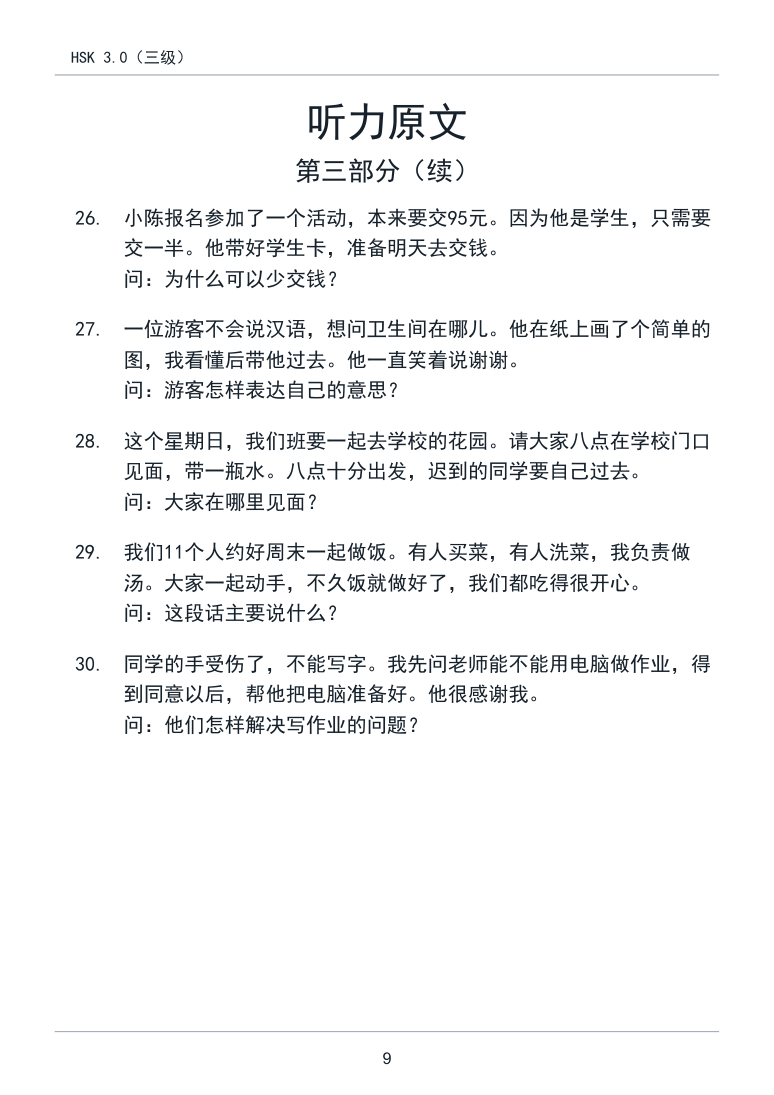 HSK 3.0（三级）
听力原文
第三部分（续）
26. 小陈报名参加了一个活动，本来要交95元。因为他是学生，只需要
交一半。他带好学生卡，准备明天去交钱。
问：为什么可以少交钱？
27. 一位游客不会说汉语，想问卫生间在哪儿。他在纸上画了个简单的
图，我看懂后带他过去。他一直笑着说谢谢。
问：游客怎样表达自己的意思？
28. 这个星期日，我们班要一起去学校的花园。请大家八点在学校门口
见面，带一瓶水。八点十分出发，迟到的同学要自己过去。
问：大家在哪里见面？
29. 我们11个人约好周末一起做饭。有人买菜，有人洗菜，我负责做
汤。大家一起动手，不久饭就做好了，我们都吃得很开心。
问：这段话主要说什么？
30. 同学的手受伤了，不能写字。我先问老师能不能用电脑做作业，得
到同意以后，帮他把电脑准备好。他很感谢我。
问：他们怎样解决写作业的问题？
9